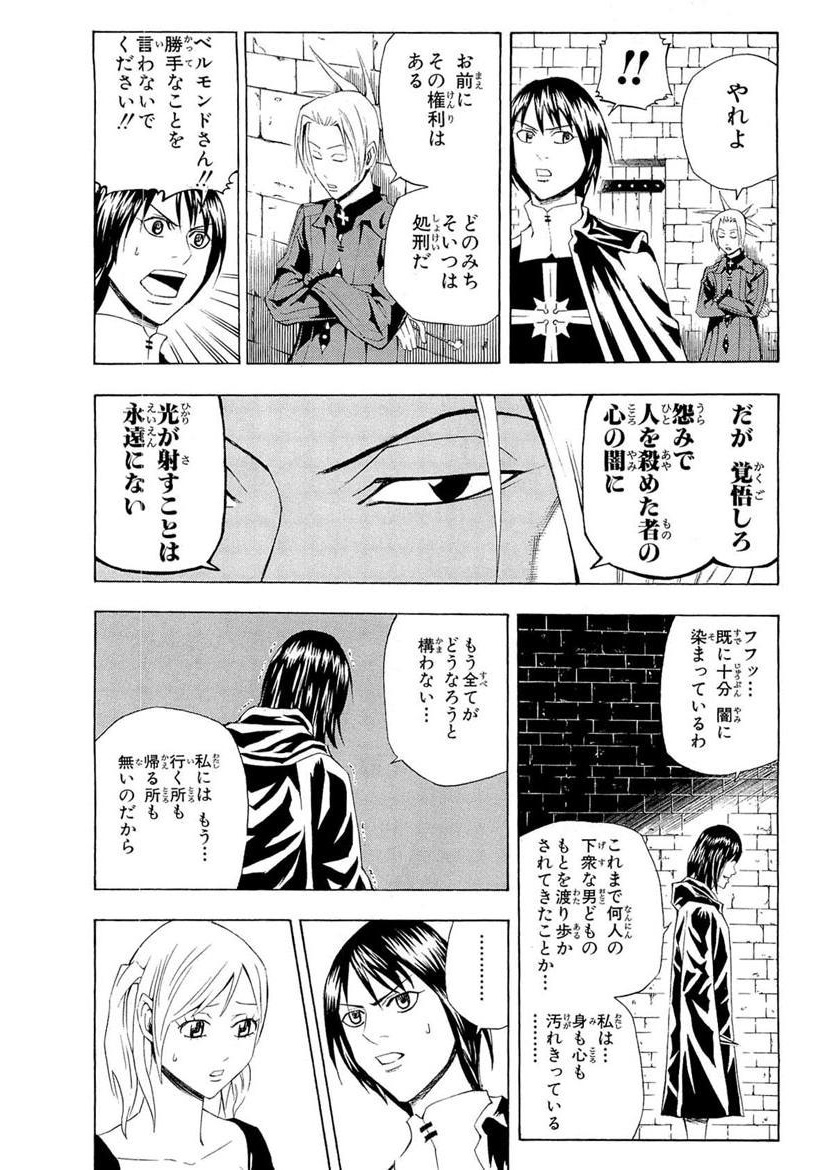 やれよ
!!
お前に
その権利は
ある
どのみち
そいつは
処刑だ
ベルモンドさん!!
勝手なことを
言わないで
ください!!
だが 覚悟しろ
怨みで
人を殺めた者の
心の闇に
光が射すことは
永遠にない
フフッ…
既に十分 闇に
染まっているわ
これまで何人の
下衆な男どもの
もとを渡り歩か
されてきたことか…
私は…
身も心も
汚れきっている
………
もう全てが
どうなろうと
構わない…
私には もう…
行く所も
帰る所も
無いのだから
………